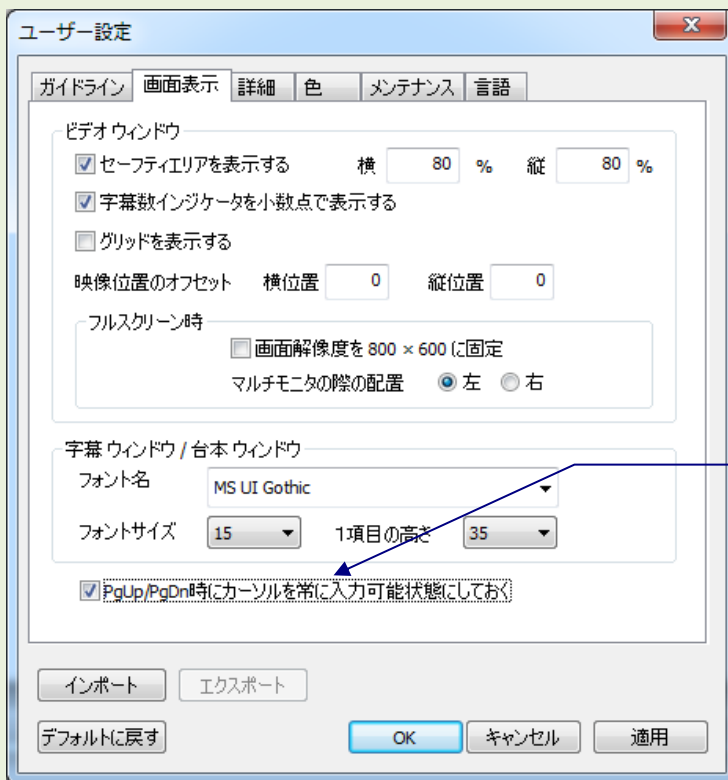 ユーザー設定
ガイドライン 画面表示 詳細 色 メンテナンス 言語
ビデオ ウィンドウ
セーフティエリアを表示する 横 80 % 縦 80 %
字幕数インジケータを小数点で表示する
グリッドを表示する
映像位置のオフセット 横位置 0 縦位置 0
フルスクリーン時
画面解像度を 800 × 600 に固定
マルチモニタの際の配置 左 右
字幕 ウィンドウ / 台本 ウィンドウ
フォント名 MS UI Gothic
フォントサイズ 15 1項目の高さ 35
PgUp/PgDn時にカーソルを常に入力可能状態にしておく
インポート エクスポート
デフォルトに戻す OK キャンセル 適用